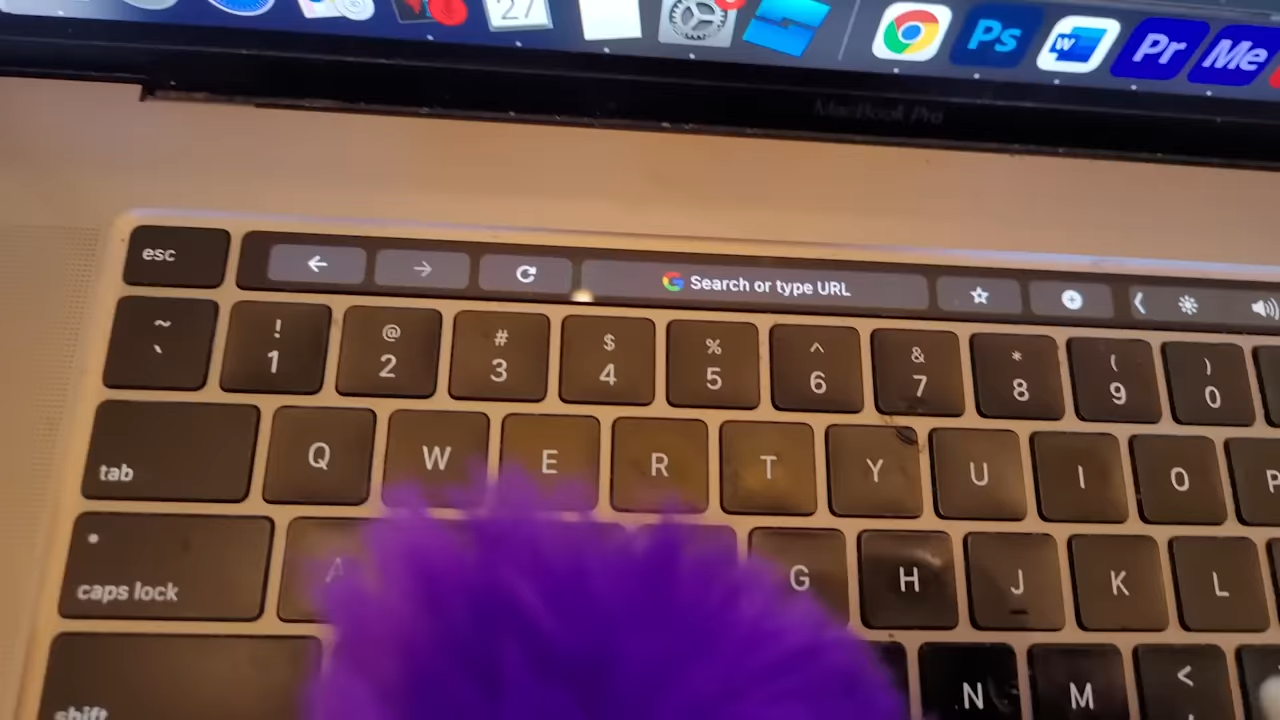 27
Ps
W
Pr
Me
MacBook Pro
esc
Search or type URL
~ ! @ # $ % ^ & * ( )
` 1 2 3 4 5 6 7 8 9 0
tab Q W E R T Y U I O P
caps lock A G H J K L
shift N M <